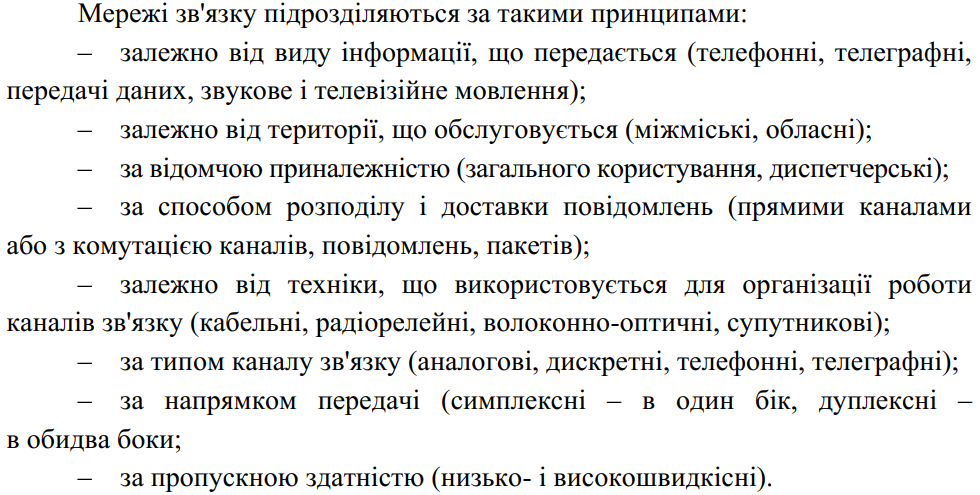 Мережі зв'язку підрозділяються за такими принципами:
– залежно від виду інформації, що передається (телефонні, телеграфні,
передачі даних, звукове і телевізійне мовлення);
– залежно від території, що обслуговується (міжміські, обласні);
– за відомчою приналежністю (загального користування, диспетчерські);
– за способом розподілу і доставки повідомлень (прямими каналами
або з комутацією каналів, повідомлень, пакетів);
– залежно від техніки, що використовується для організації роботи
каналів зв'язку (кабельні, радіорелейні, волоконно-оптичні, супутникові);
– за типом каналу зв'язку (аналогові, дискретні, телефонні, телеграфні);
– за напрямком передачі (симплексні – в один бік, дуплексні –
в обидва боки;
– за пропускною здатністю (низько- і високошвидкісні).